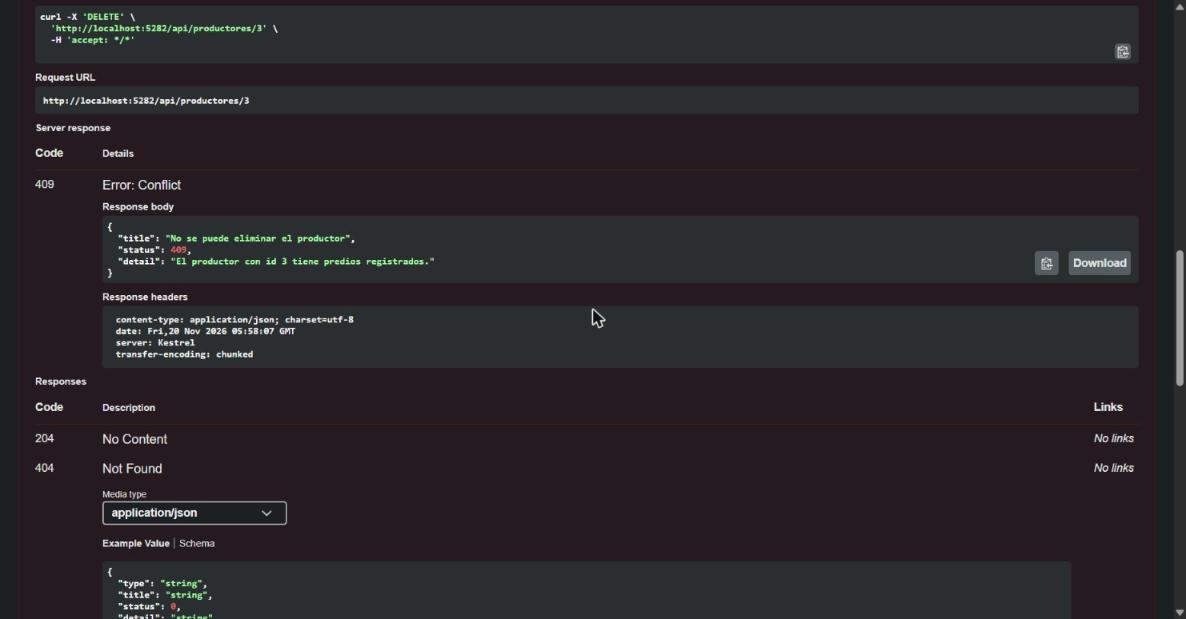 curl -X 'DELETE' \
  'http://localhost:5282/api/productores/3' \
  -H 'accept: */*'
Request URL
http://localhost:5282/api/productores/3
Server response
Code Details
409 Error: Conflict
Response body
{
  "title": "No se puede eliminar el productor",
  "status": 409,
  "detail": "El productor con id 3 tiene predios registrados."
}
Download
Response headers
content-type: application/json; charset=utf-8
date: Fri,20 Nov 2026 05:58:07 GMT
server: Kestrel
transfer-encoding: chunked
Responses
Code Description Links
204 No Content No links
404 Not Found No links
Media type
application/json
Example Value | Schema
{
  "type": "string",
  "title": "string",
  "status": 0,
  "detail": "string"